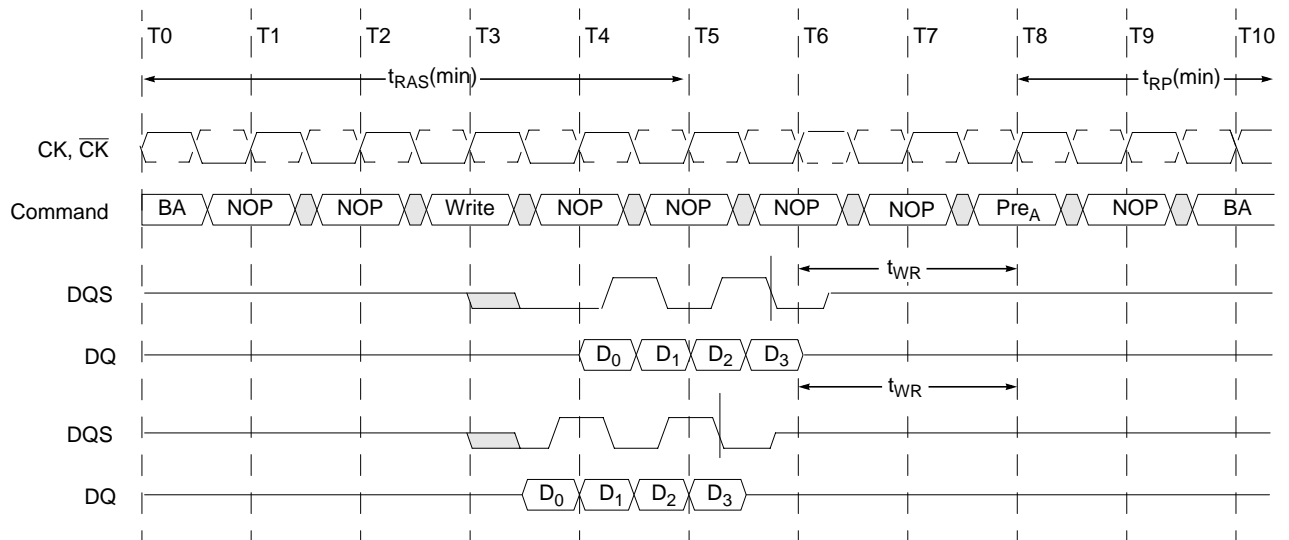 T0 T1 T2 T3 T4 T5 T6 T7 T8 T9 T10
tRAS(min) tRP(min)
CK, CK
Command BA NOP NOP Write NOP NOP NOP NOP PreA NOP BA
tWR
DQS
DQ D0 D1 D2 D3
tWR
DQS
DQ D0 D1 D2 D3